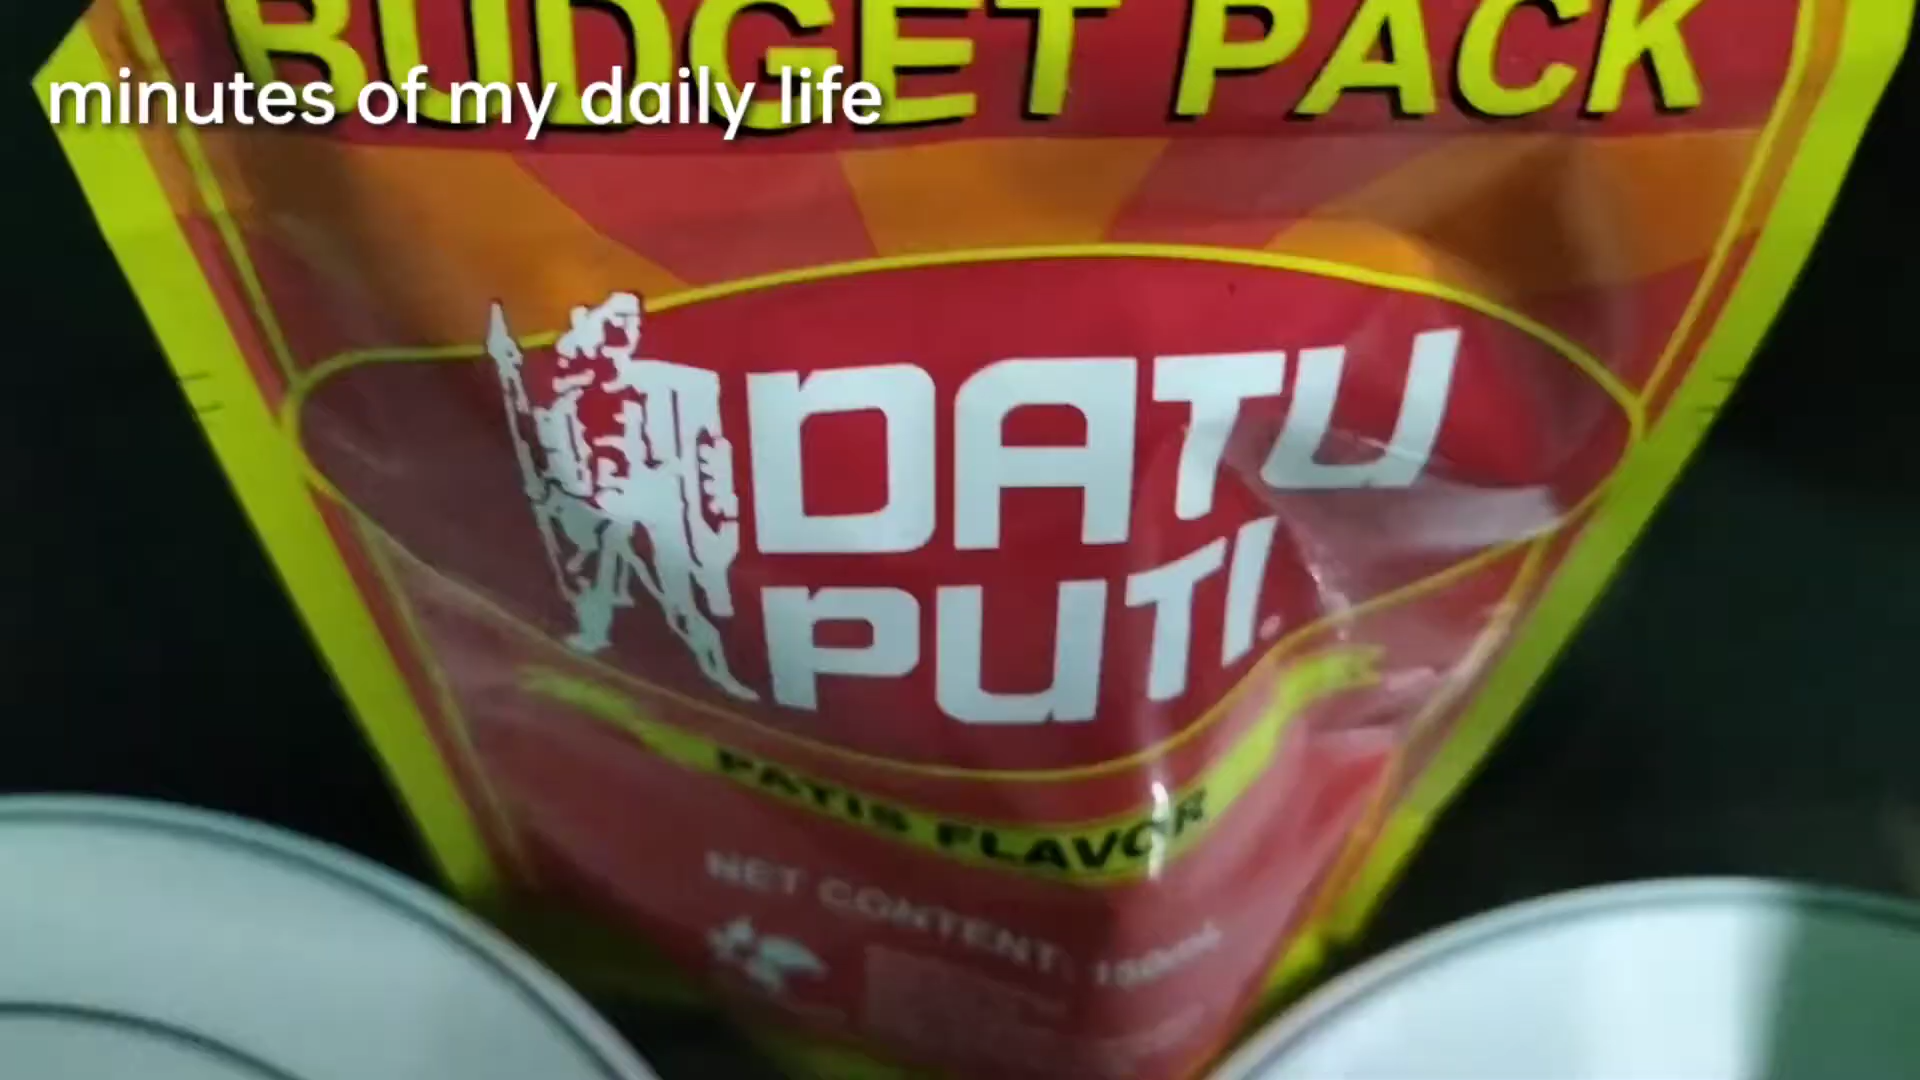 BUDGET PACK
minutes of my daily life
DATU
PUTI
PATIS FLAVOR
NET CONTENT: